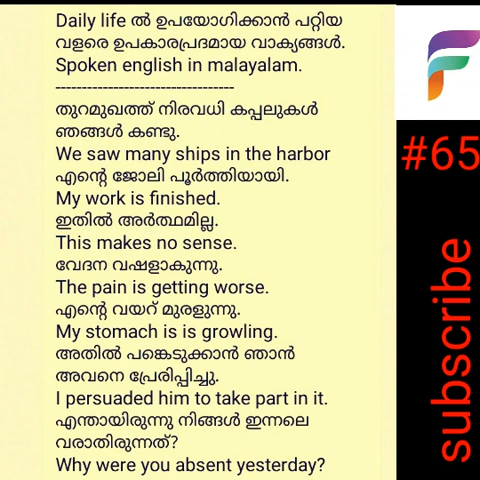 Daily life ൽ ഉപയോഗിക്കാൻ പറ്റിയ
വളരെ ഉപകാരപ്രദമായ വാക്യങ്ങൾ.
Spoken english in malayalam.
----------------------------------
തുറമുഖത്ത് നിരവധി കപ്പലുകൾ
ഞങ്ങൾ കണ്ടു.
We saw many ships in the harbor
എന്റെ ജോലി പൂർത്തിയായി.
My work is finished.
ഇതിൽ അർത്ഥമില്ല.
This makes no sense.
വേദന വഷളാകുന്നു.
The pain is getting worse.
എന്റെ വയറ് മുരളുന്നു.
My stomach is is growling.
അതിൽ പങ്കെടുക്കാൻ ഞാൻ
അവനെ പ്രേരിപ്പിച്ചു.
I persuaded him to take part in it.
എന്തായിരുന്നു നിങ്ങൾ ഇന്നലെ
വരാതിരുന്നത്?
Why were you absent yesterday?
#65
subscribe